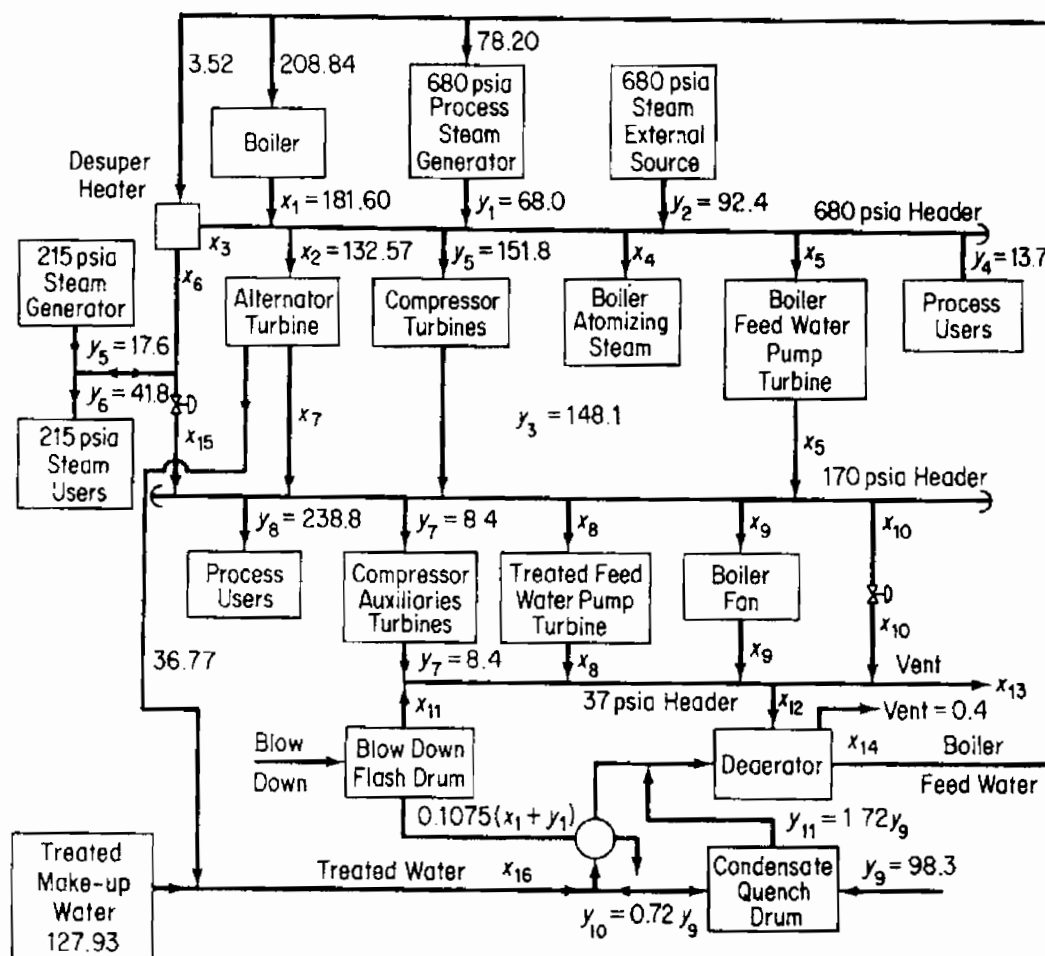 78.20
3.52
208.84
680 psia
Process
Steam
Generator
680 psia
Steam
External
Source
Boiler
Desuper
Heater
x1 = 181.60
y1 = 68.0
y2 = 92.4
680 psia Header
x3
x2 = 132.57
y5 = 151.8
x4
x5
y4 = 13.7
215 psia
Steam
Generator
x6
Alternator
Turbine
Compressor
Turbines
Boiler
Atomizing
Steam
Boiler
Feed Water
Pump
Turbine
Process
Users
y5 = 17.6
y6 = 41.8
x7
y3 = 148.1
x15
x5
215 psia
Steam
Users
170 psia Header
y8 = 238.8
y7 = 8 4
x8
x9
x10
Process
Users
Compressor
Auxiliaries
Turbines
Treated Feed
Water Pump
Turbine
Boiler
Fan
x10
36.77
y7 = 8.4
x8
x9
Vent
x13
x11
37 psia Header
x12
Vent = 0.4
Blow
Down
Blow Down
Flash Drum
Deaerator
x14
Boiler
Feed Water
0.1075(x1 + y1)
y11 = 1 72y9
Treated
Make-up
Water
127.93
Treated Water
x16
y10 = 0.72 y9
Condensate
Quench
Drum
y9 = 98.3